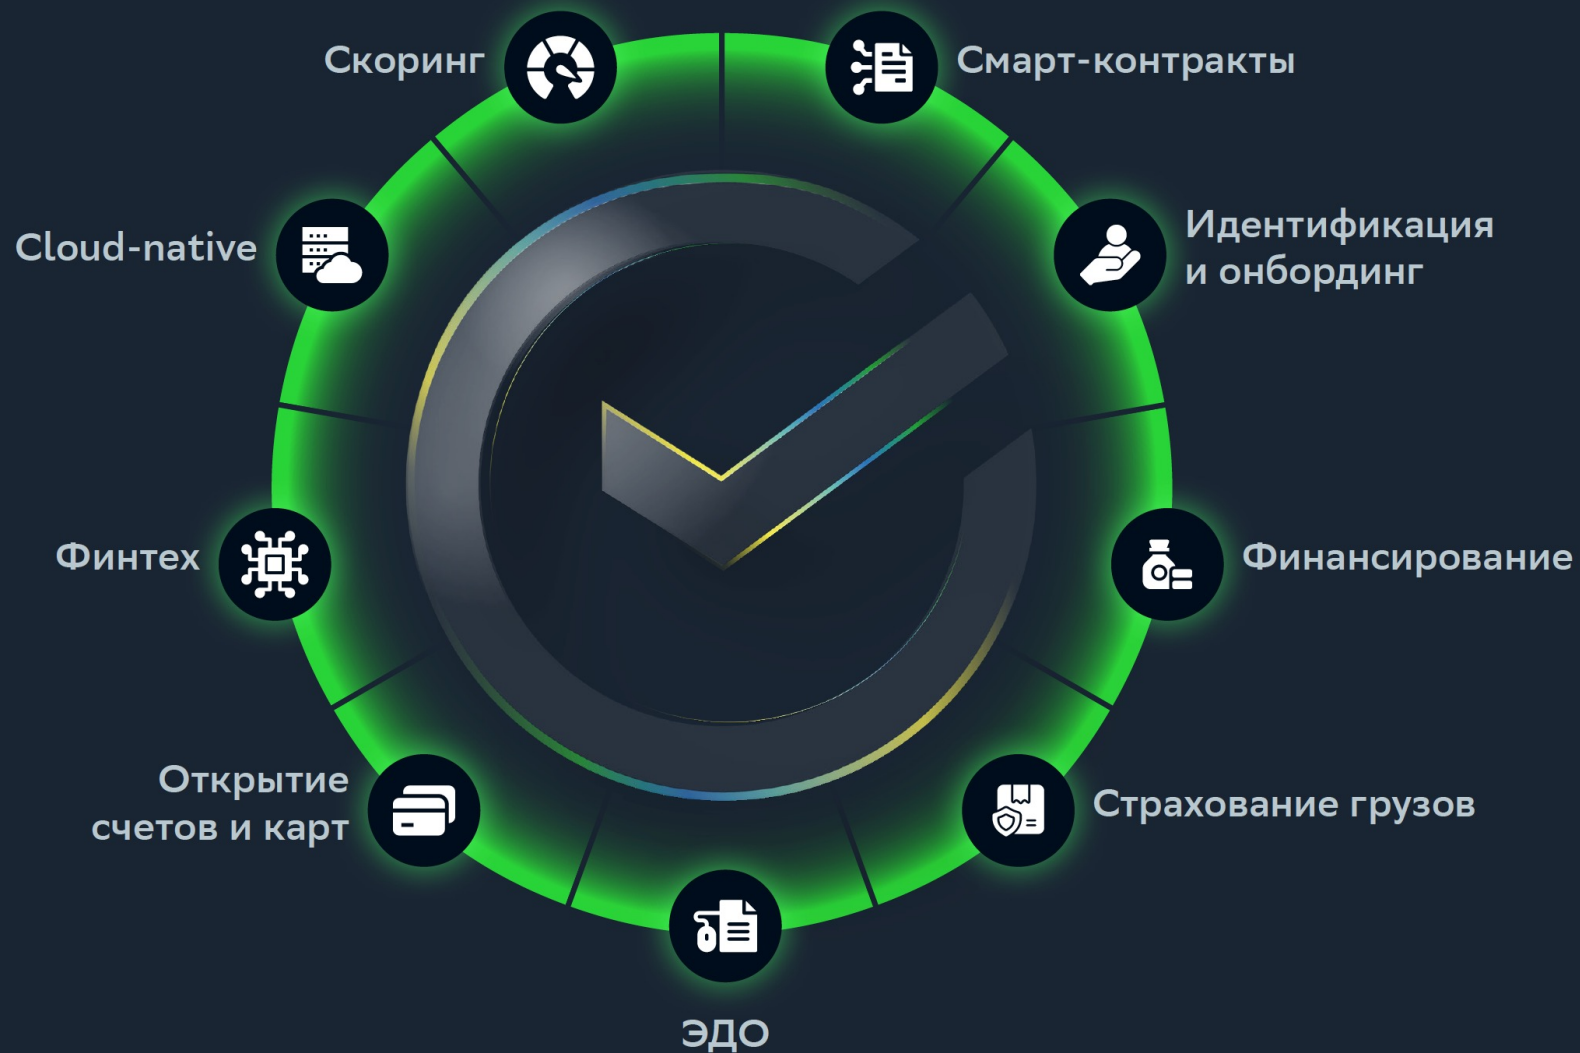 Скоринг
Смарт-контракты
Cloud-native
Идентификация
и онбординг
Финтех
Финансирование
Открытие
счетов и карт
Страхование грузов
ЭДО